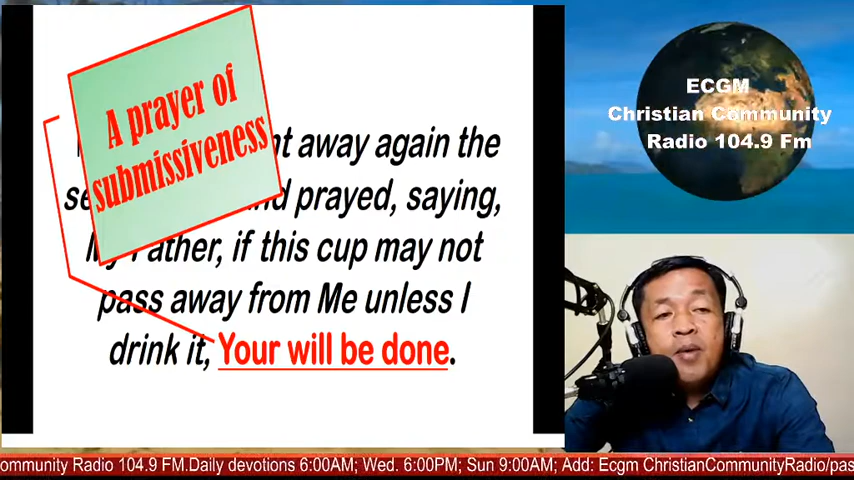 A prayer of
submissiveness
away again the
prayed, saying,
Father, if this cup may not
pass away from Me unless I
drink it, Your will be done.
ECGM
Christian Community
Radio 104.9 Fm
ommunity Radio 104.9 FM.Daily devotions 6:00AM; Wed. 6:00PM; Sun 9:00AM; Add: Ecgm ChristianCommunityRadio/pas